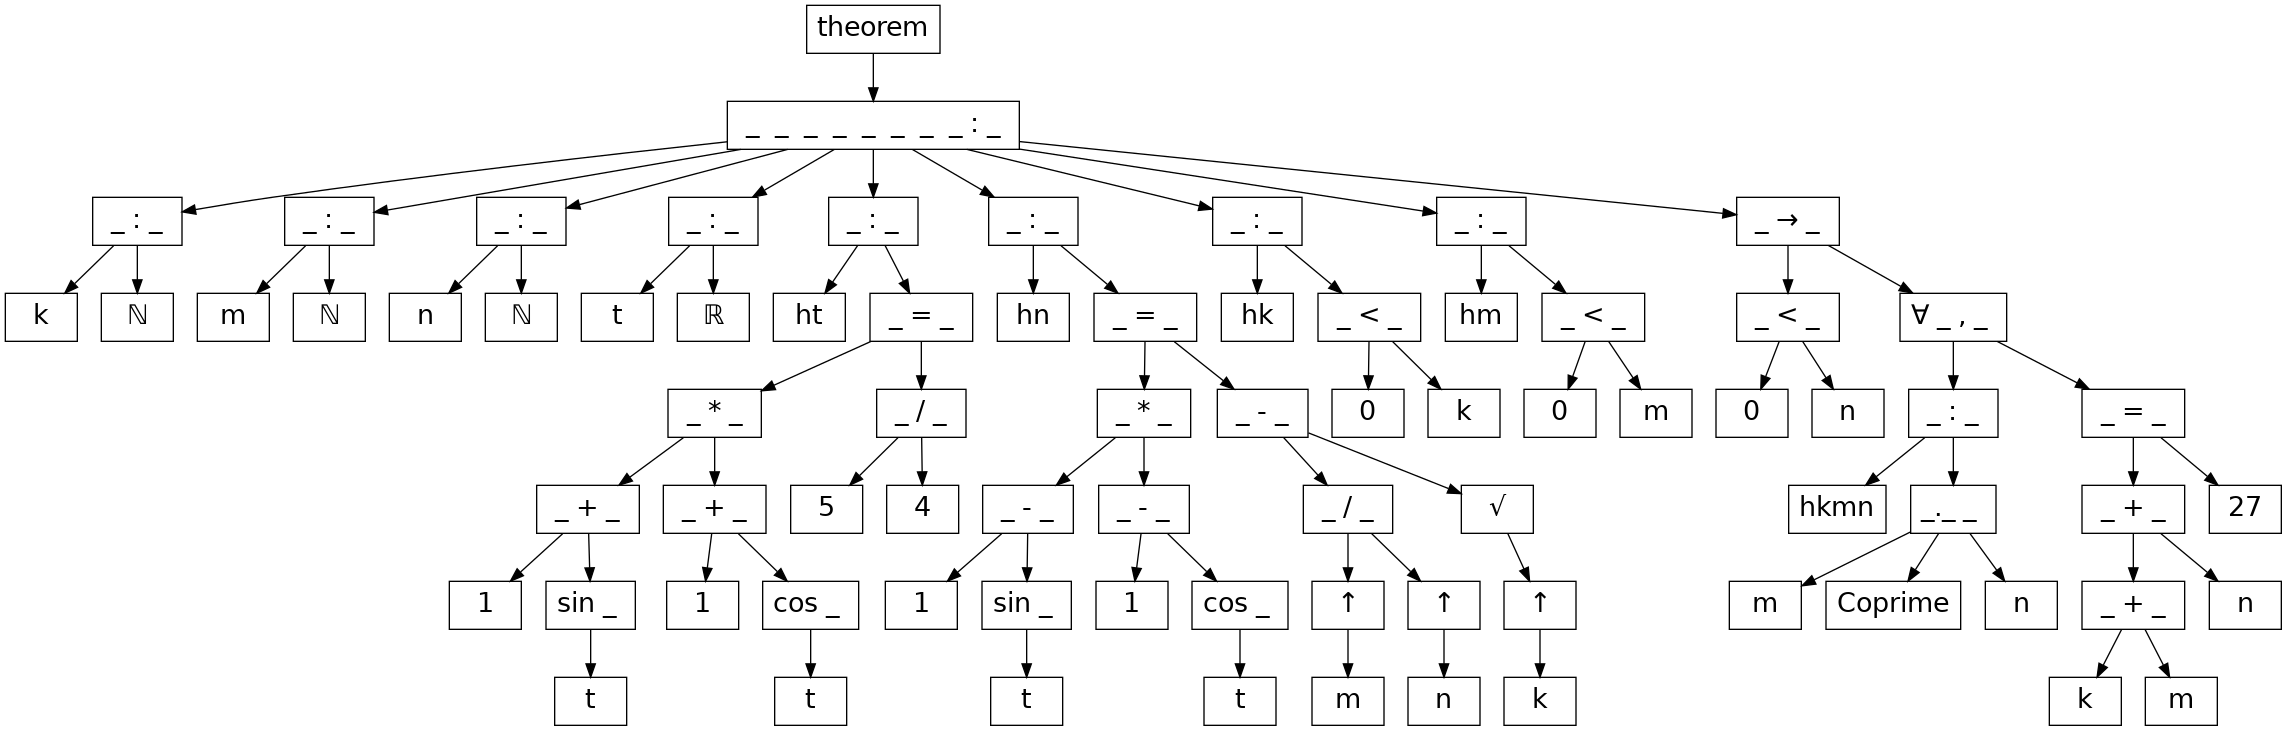 theorem
_ _ _ _ _ _ _ _ : _
_ : _ _ : _ _ : _ _ : _ _ : _ _ : _ _ : _ _ : _ _ → _
k ℕ m ℕ n ℕ t ℝ ht _ = _ hn _ = _ hk _ < _ hm _ < _ _ < _ ∀ _ , _
_ * _ _ / _ _ * _ _ - _ 0 k 0 m 0 n _ : _ _ = _
_ + _ _ + _ 5 4 _ - _ _ - _ _ / _ √ hkmn _._ _ _ + _ 27
1 sin _ 1 cos _ 1 sin _ 1 cos _ ↑ ↑ ↑ m Coprime n _ + _ n
t t t t m n k k m